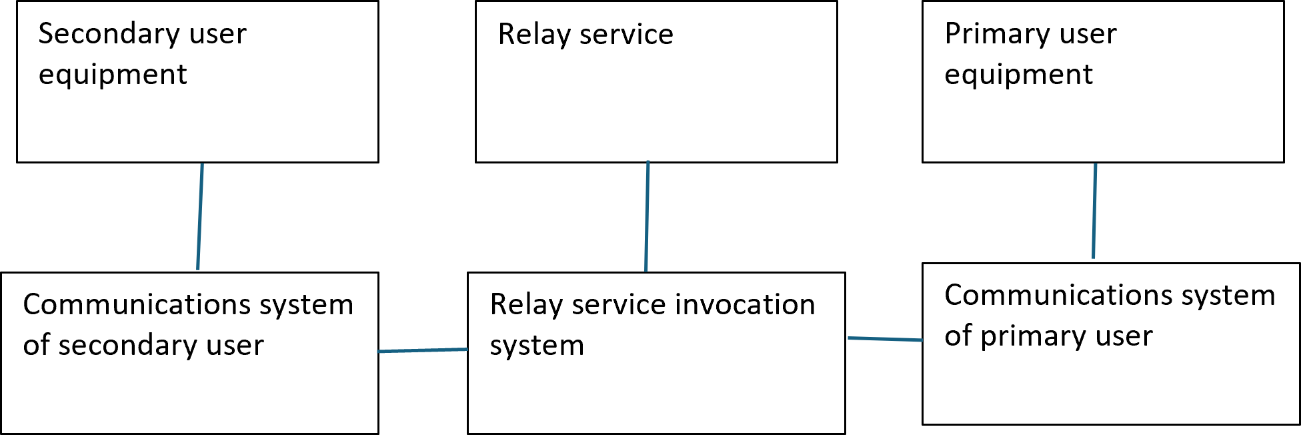 Secondary user
equipment
Relay service
Primary user
equipment
Communications system
of secondary user
Relay service invocation
system
Communications system
of primary user